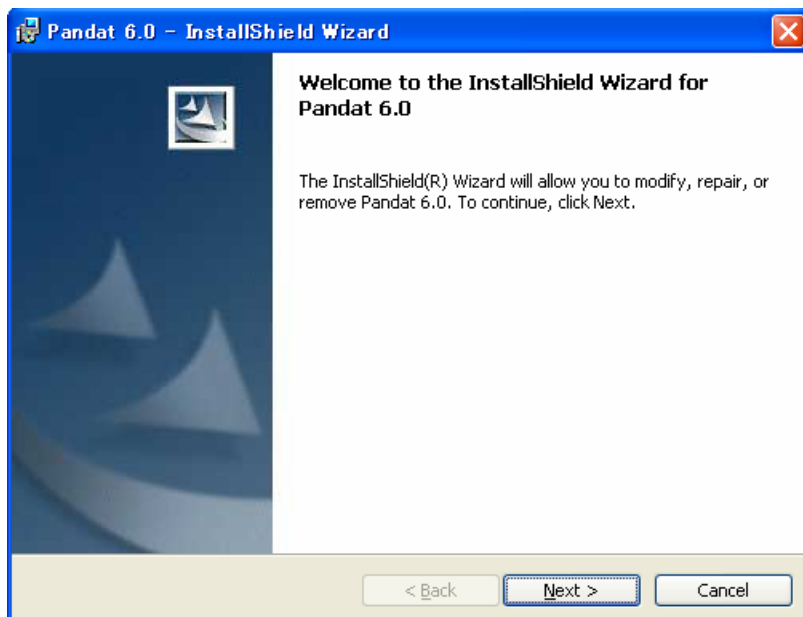 Pandat 6.0 - InstallShield Wizard
Welcome to the InstallShield Wizard for
Pandat 6.0
The InstallShield(R) Wizard will allow you to modify, repair, or
remove Pandat 6.0. To continue, click Next.
< Back
Next >
Cancel